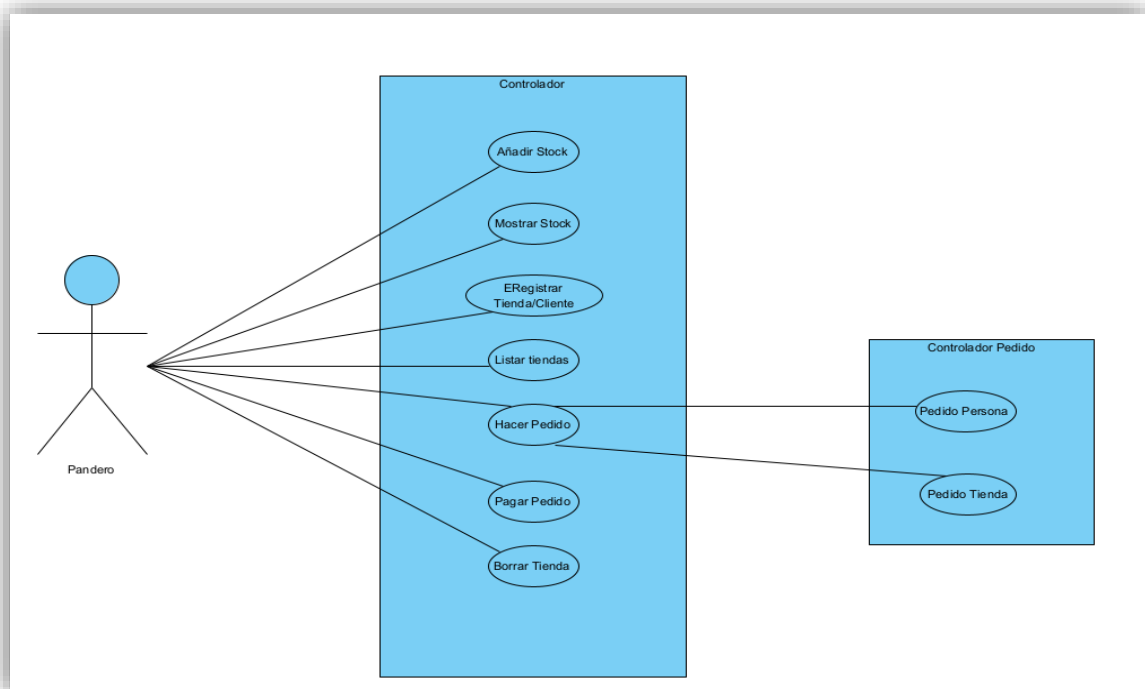 Controlador
Añadir Stock
Mostrar Stock
ERegistrar
Tienda/Cliente
Listar tiendas
Hacer Pedido
Pagar Pedido
Borrar Tienda
Pandero
Controlador Pedido
Pedido Persona
Pedido Tienda